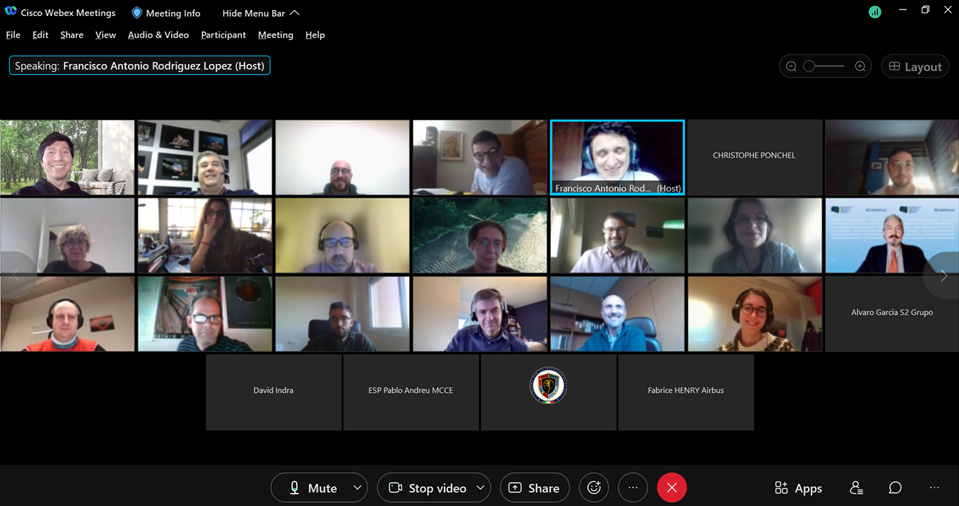 Cisco Webex Meetings
Meeting Info
Hide Menu Bar
File Edit Share View Audio & Video Participant Meeting Help
Speaking: Francisco Antonio Rodriguez Lopez (Host)
Layout
CHRISTOPHE PONCHEL
Francisco Antonio Rod... (Host)
Alvaro Garcia S2 Grupo
David Indra
ESP Pablo Andreu MCCE
Fabrice HENRY Airbus
Mute
Stop video
Share
Apps